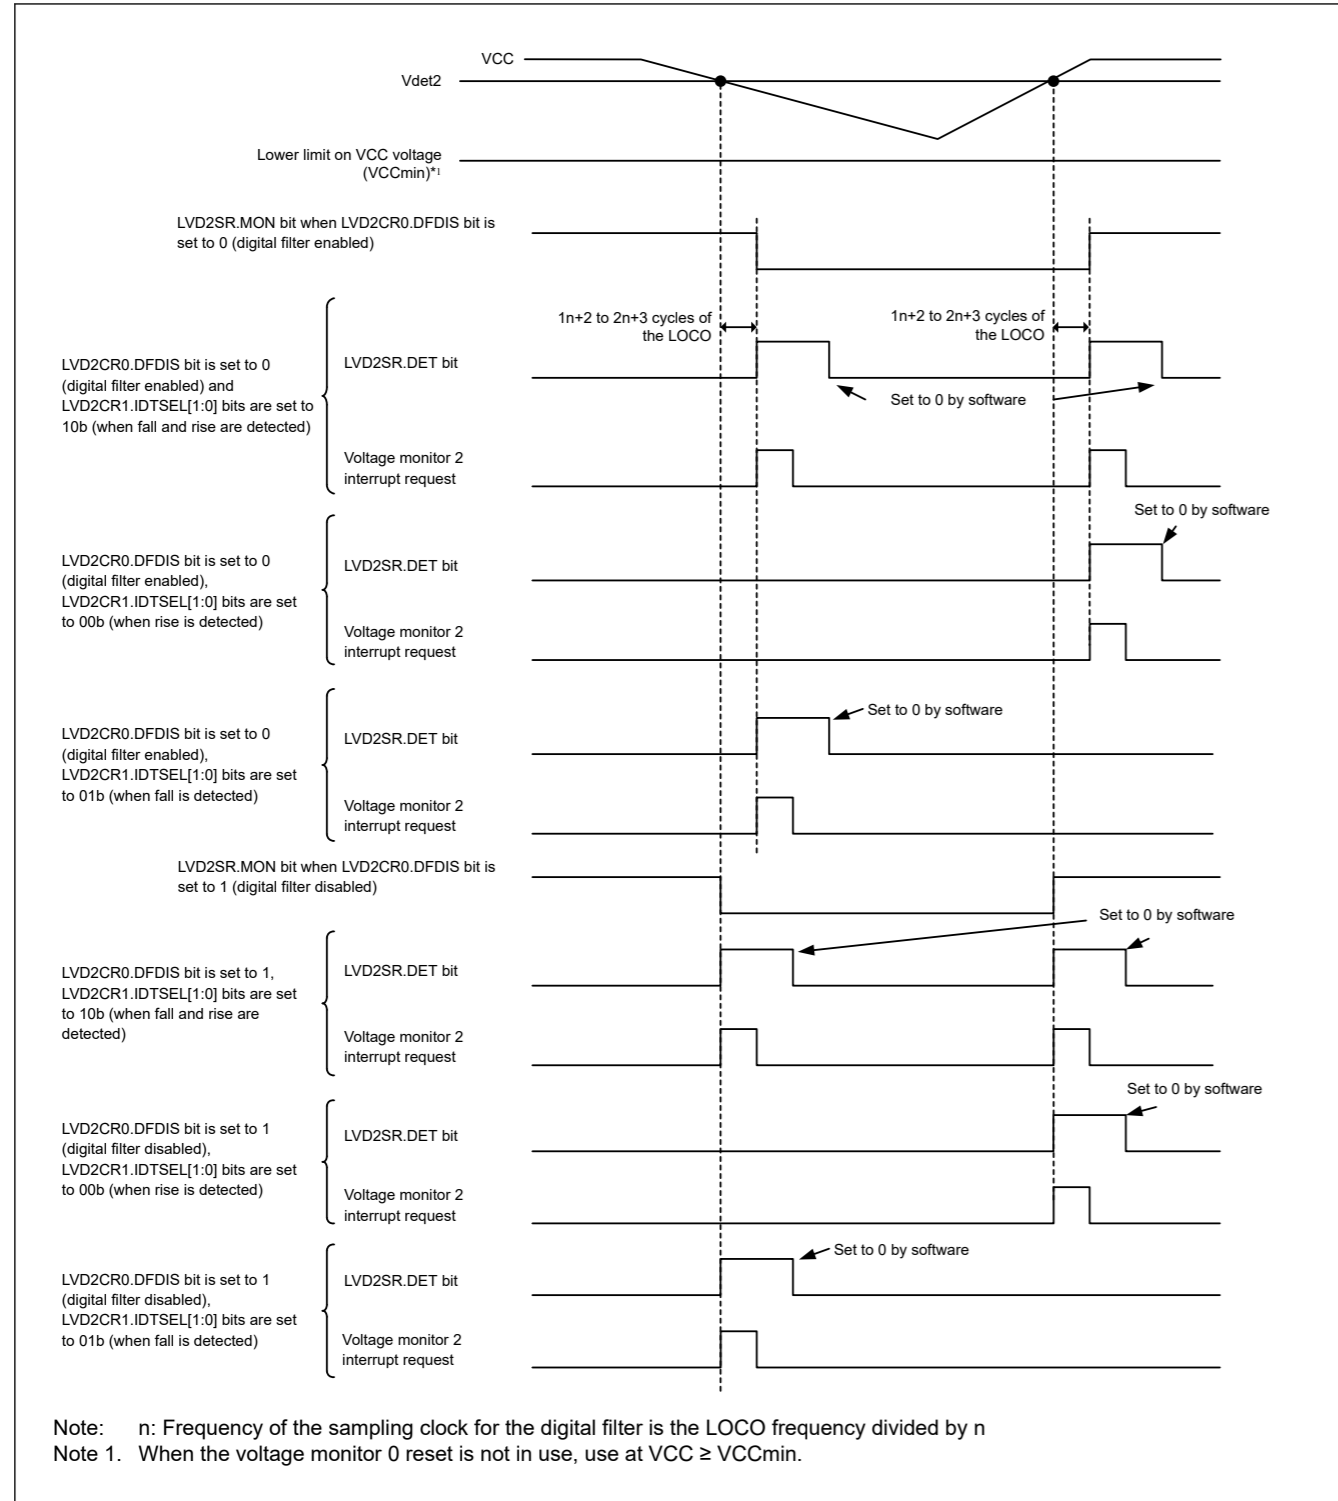 VCC
Vdet2
Lower limit on VCC voltage
(VCCmin)*1
LVD2SR.MON bit when LVD2CR0.DFDIS bit is
set to 0 (digital filter enabled)
1n+2 to 2n+3 cycles of
the LOCO
1n+2 to 2n+3 cycles of
the LOCO
LVD2CR0.DFDIS bit is set to 0
(digital filter enabled) and
LVD2CR1.IDTSEL[1:0] bits are set to
10b (when fall and rise are detected)
LVD2SR.DET bit
Set to 0 by software
Voltage monitor 2
interrupt request
Set to 0 by software
LVD2CR0.DFDIS bit is set to 0
(digital filter enabled),
LVD2CR1.IDTSEL[1:0] bits are set
to 00b (when rise is detected)
LVD2SR.DET bit
Voltage monitor 2
interrupt request
Set to 0 by software
LVD2CR0.DFDIS bit is set to 0
(digital filter enabled),
LVD2CR1.IDTSEL[1:0] bits are set
to 01b (when fall is detected)
LVD2SR.DET bit
Voltage monitor 2
interrupt request
LVD2SR.MON bit when LVD2CR0.DFDIS bit is
set to 1 (digital filter disabled)
Set to 0 by software
LVD2CR0.DFDIS bit is set to 1,
LVD2CR1.IDTSEL[1:0] bits are set
to 10b (when fall and rise are
detected)
LVD2SR.DET bit
Voltage monitor 2
interrupt request
Set to 0 by software
LVD2CR0.DFDIS bit is set to 1
(digital filter disabled),
LVD2CR1.IDTSEL[1:0] bits are set
to 00b (when rise is detected)
LVD2SR.DET bit
Voltage monitor 2
interrupt request
Set to 0 by software
LVD2CR0.DFDIS bit is set to 1
(digital filter disabled),
LVD2CR1.IDTSEL[1:0] bits are set
to 01b (when fall is detected)
LVD2SR.DET bit
Voltage monitor 2
interrupt request
Note: n: Frequency of the sampling clock for the digital filter is the LOCO frequency divided by n
Note 1. When the voltage monitor 0 reset is not in use, use at VCC ≥ VCCmin.